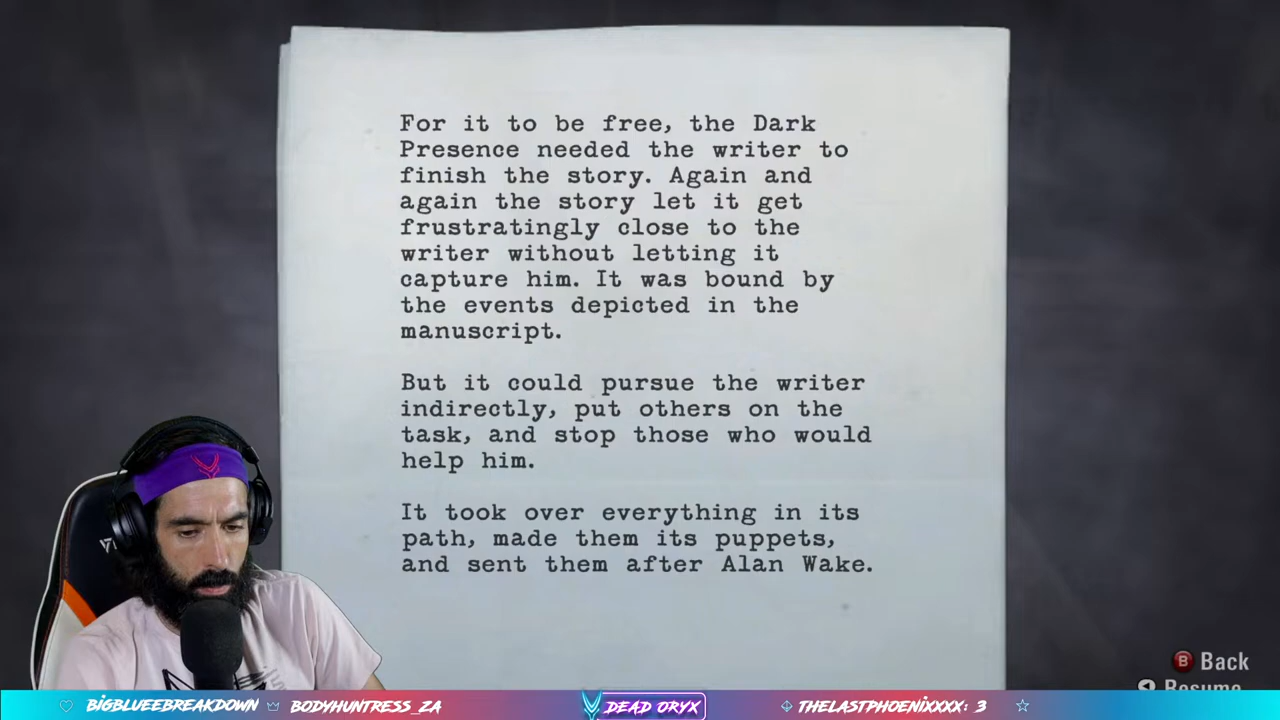 For it to be free, the Dark
Presence needed the writer to
finish the story. Again and
again the story let it get
frustratingly close to the
writer without letting it
capture him. It was bound by
the events depicted in the
manuscript.
But it could pursue the writer
indirectly, put others on the
task, and stop those who would
help him.
It took over everything in its
path, made them its puppets,
and sent them after Alan Wake.
B Back
Resume
BIGBLUEEBREAKDOWN BODYHUNTRESS_ZA DEAD ORYX THELASTPHOENIXXXX: 3